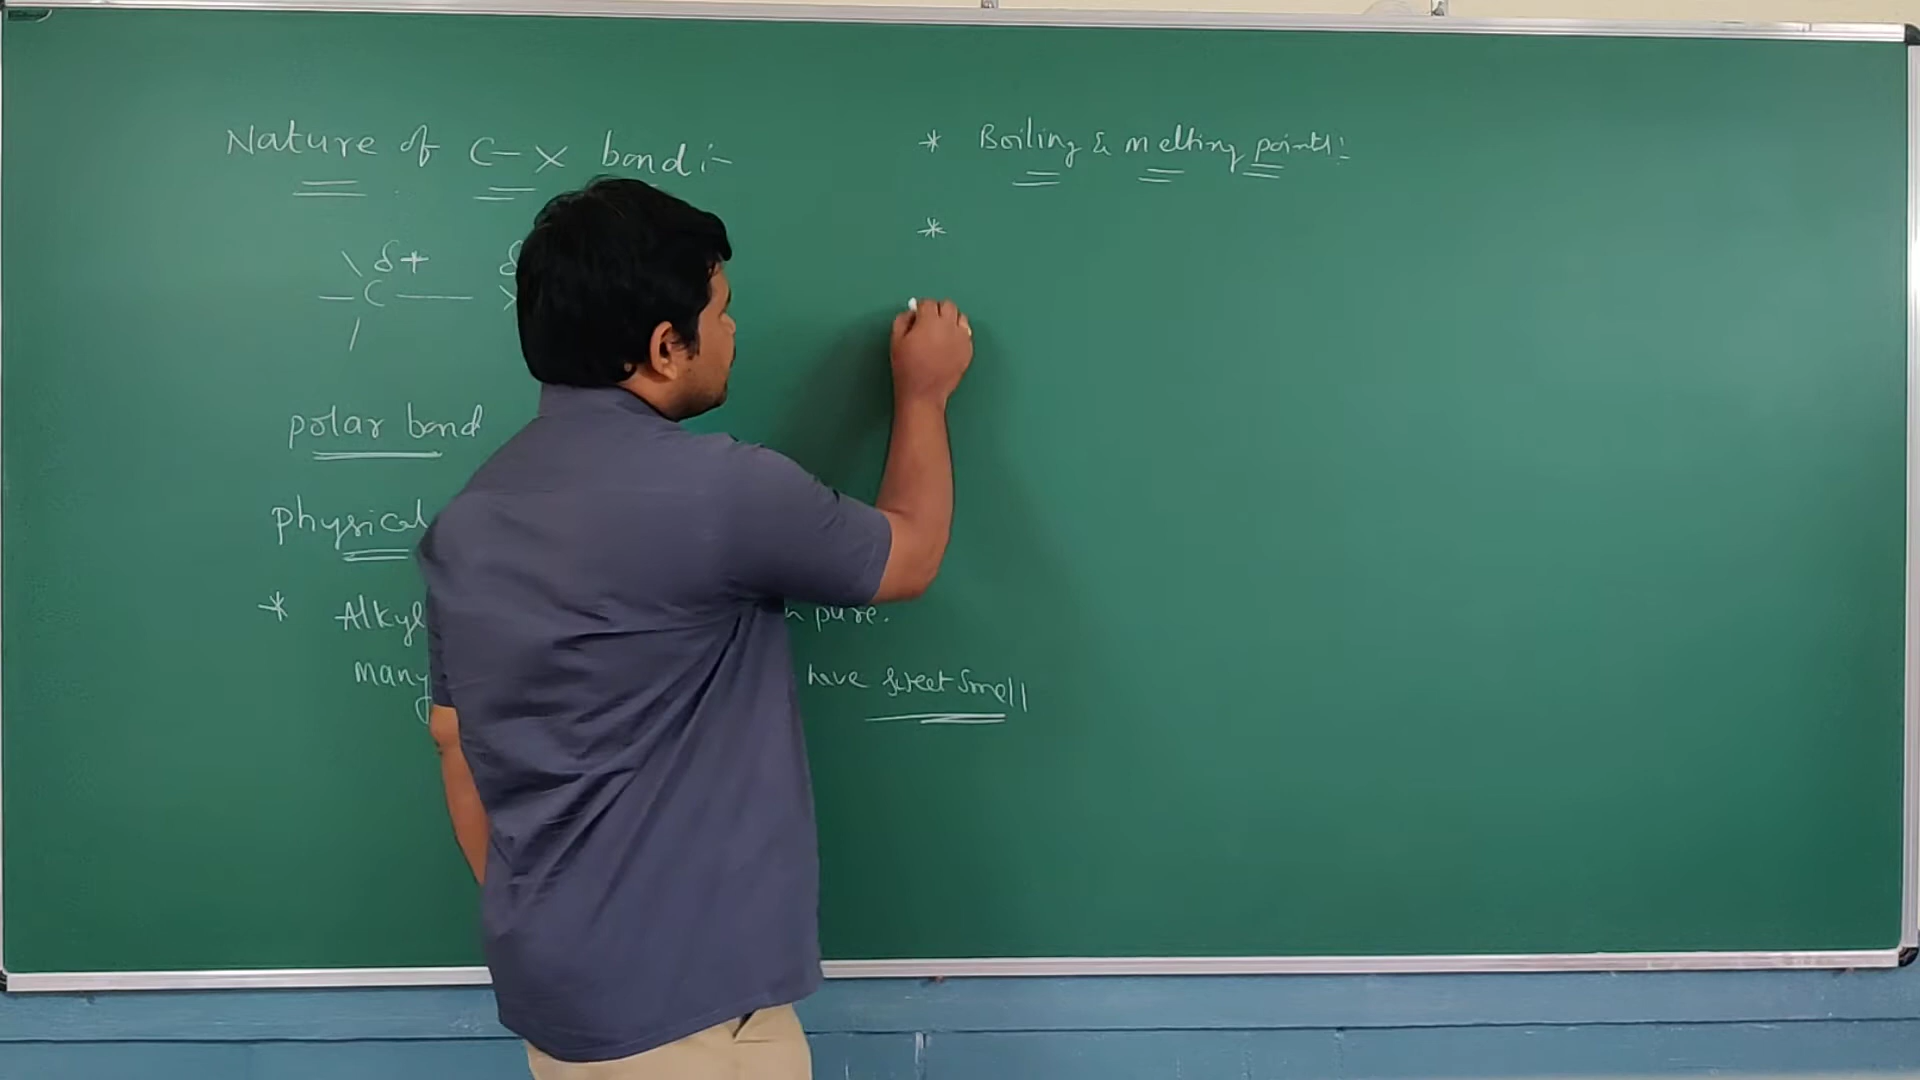 Nature of C-X bond :-
\ δ+ δ
— C —— X
/
polar bond
physical
* Alkyl pure.
many have sweet smell
* Boiling & melting points:
*